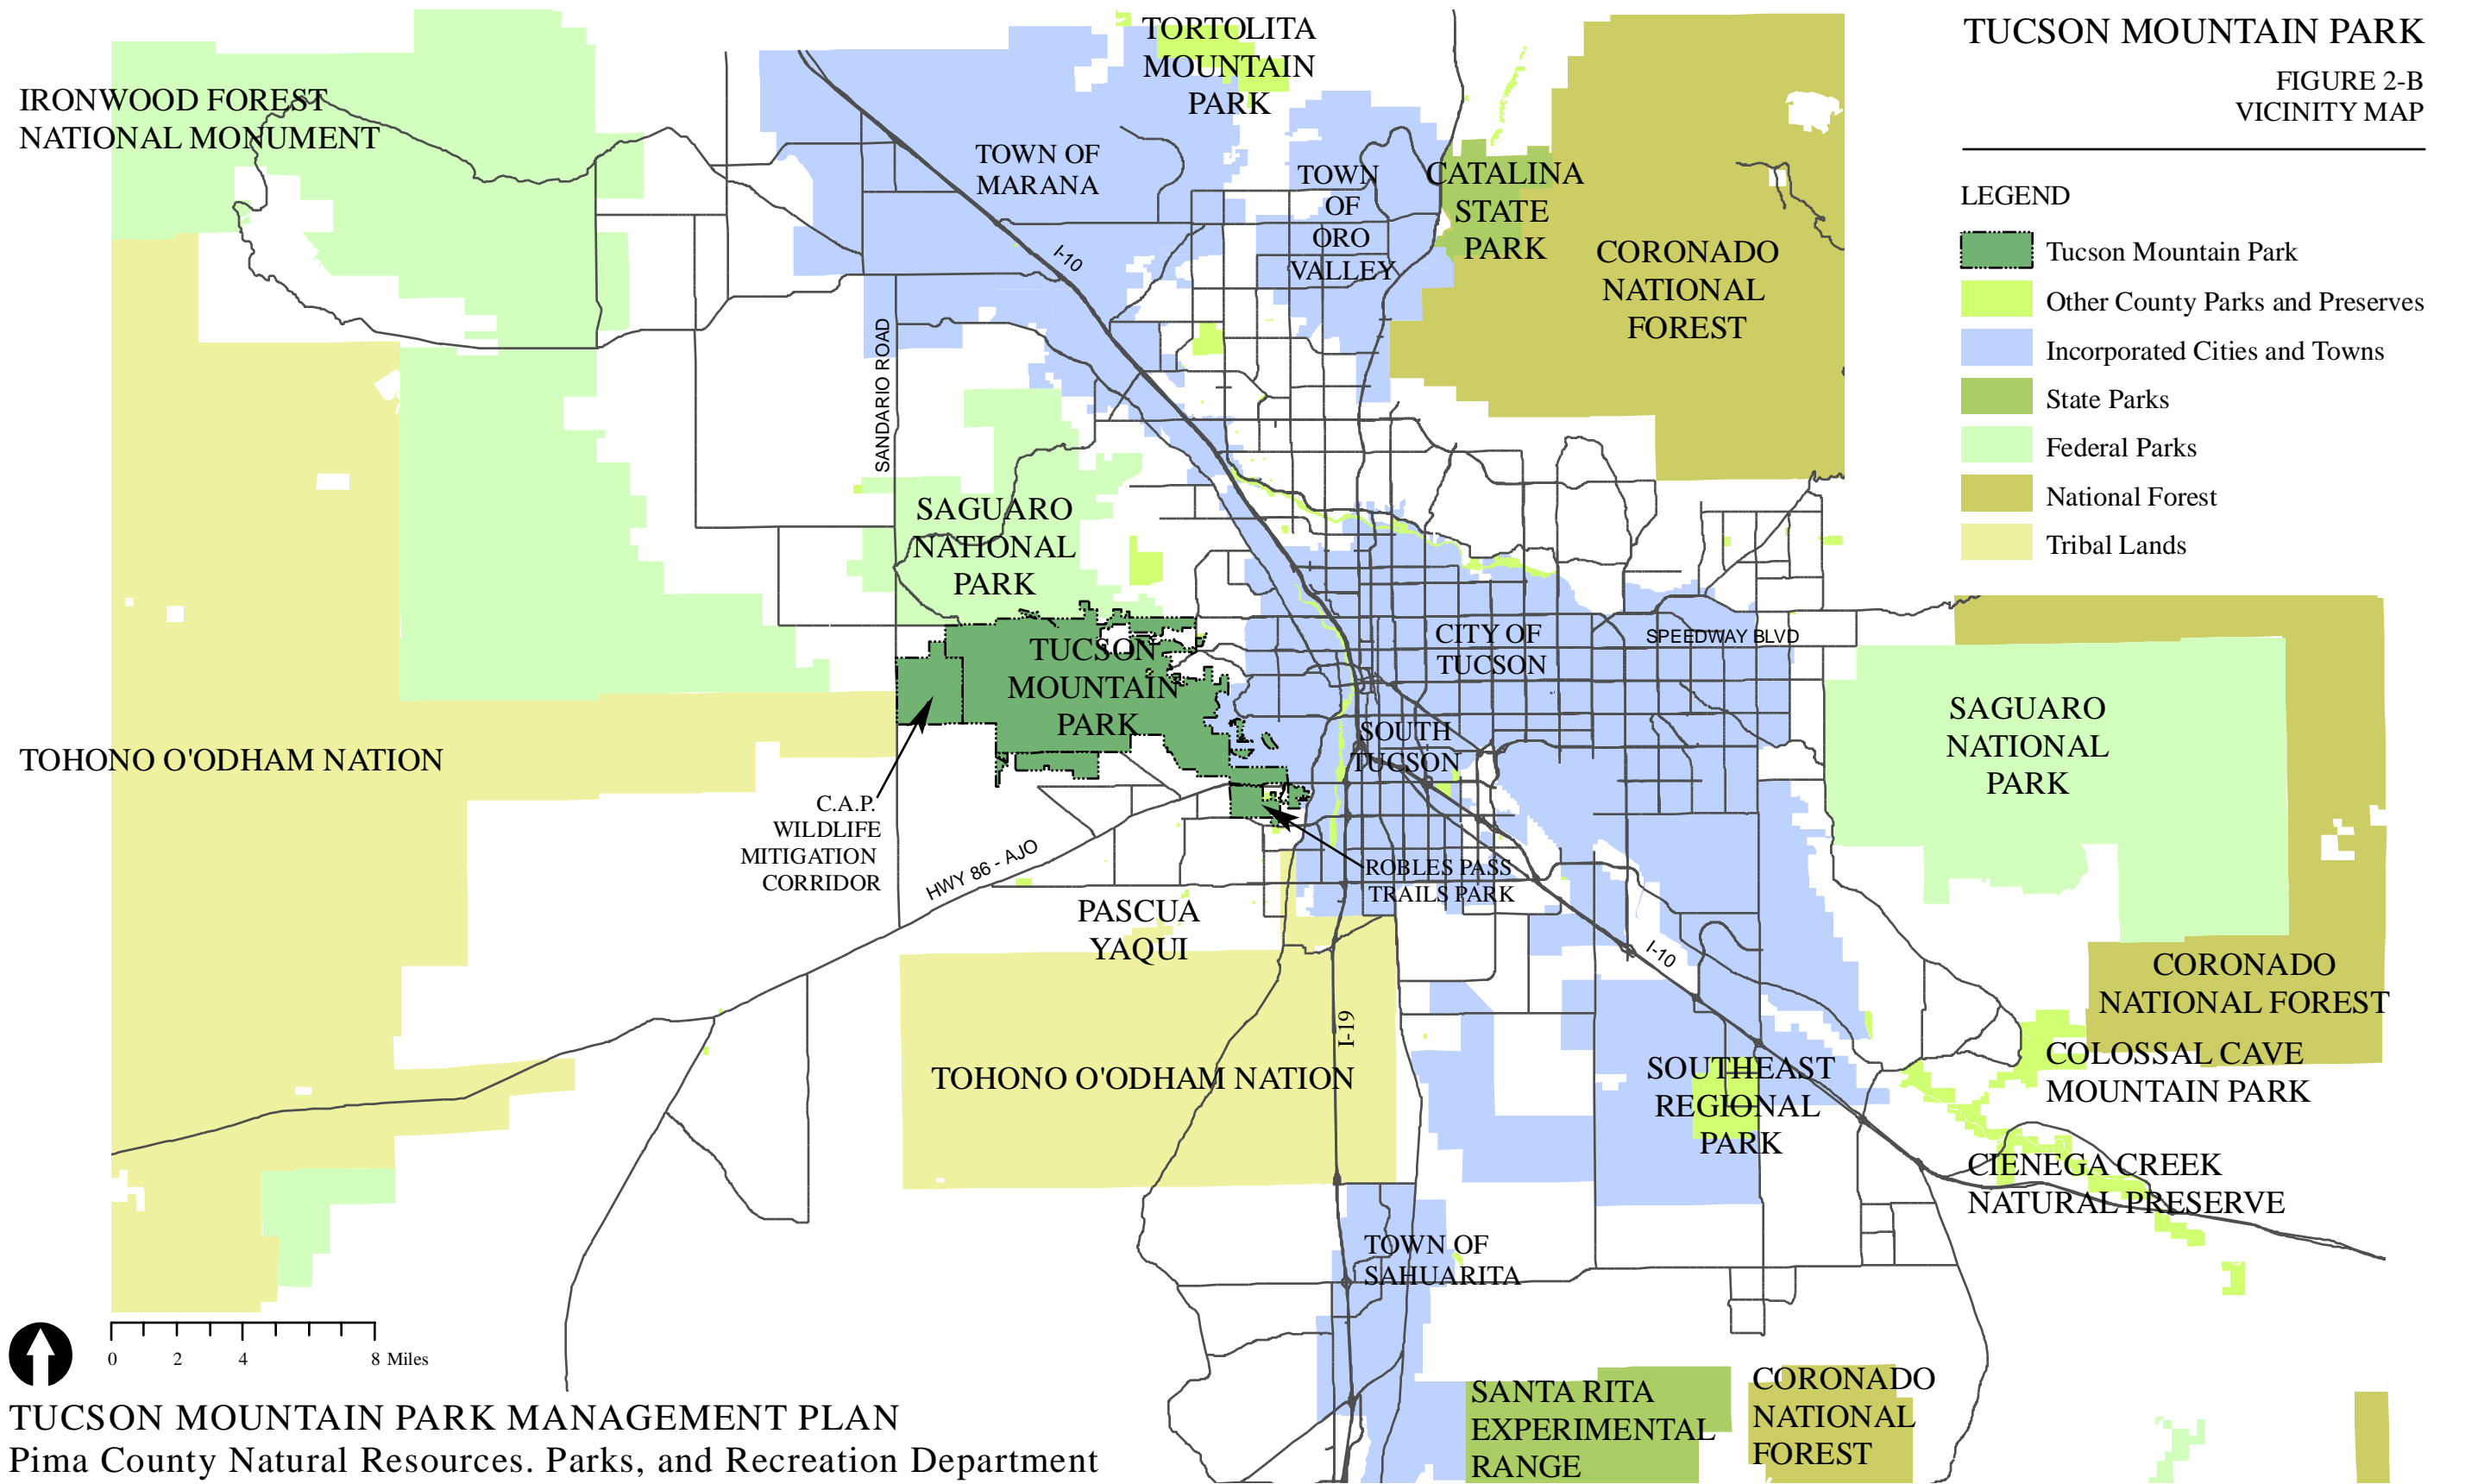 TUCSON MOUNTAIN PARK
FIGURE 2-B
VICINITY MAP
LEGEND
Tucson Mountain Park
Other County Parks and Preserves
Incorporated Cities and Towns
State Parks
Federal Parks
National Forest
Tribal Lands
IRONWOOD FOREST
NATIONAL MONUMENT
TORTOLITA
MOUNTAIN
PARK
TOWN OF
MARANA
TOWN
OF
ORO
VALLEY
CATALINA
STATE
PARK
CORONADO
NATIONAL
FOREST
I-10
SANDARIO ROAD
SAGUARO
NATIONAL
PARK
TUCSON
MOUNTAIN
PARK
CITY OF
TUCSON
SPEEDWAY BLVD
SOUTH
TUCSON
SAGUARO
NATIONAL
PARK
TOHONO O'ODHAM NATION
C.A.P.
WILDLIFE
MITIGATION
CORRIDOR
HWY 86 - AJO
ROBLES PASS
TRAILS PARK
PASCUA
YAQUI
I-10
I-19
CORONADO
NATIONAL FOREST
TOHONO O'ODHAM NATION
SOUTHEAST
REGIONAL
PARK
COLOSSAL CAVE
MOUNTAIN PARK
CIENEGA CREEK
NATURAL PRESERVE
TOWN OF
SAHUARITA
SANTA RITA
EXPERIMENTAL
RANGE
CORONADO
NATIONAL
FOREST
0 2 4 8 Miles
TUCSON MOUNTAIN PARK MANAGEMENT PLAN
Pima County Natural Resources. Parks, and Recreation Department